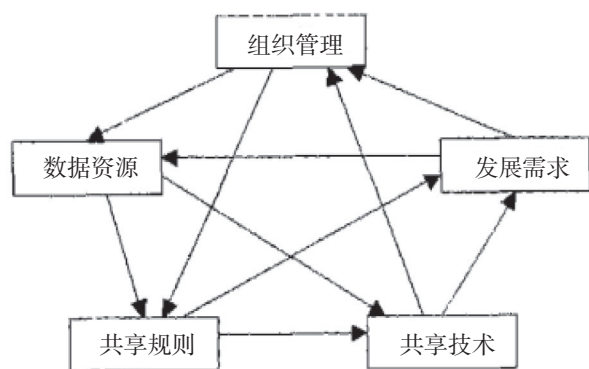 组织管理
数据资源
发展需求
共享规则
共享技术